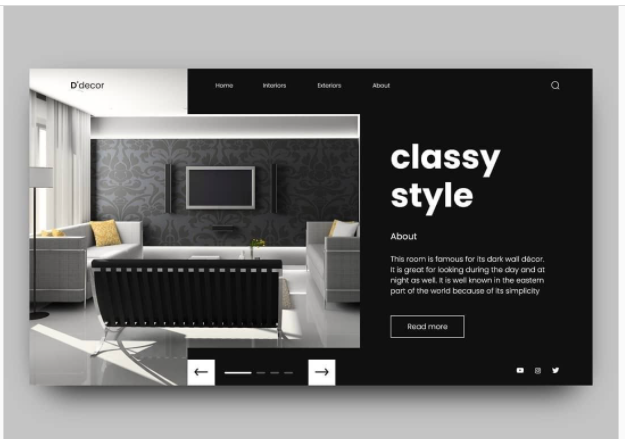 D'decor
Home
Interiors
Exteriors
About
classy
style
About
This room is famous for its dark wall décor.
It is great for looking during the day and at
night as well. It is well known in the eastern
part of the world because of its simplicity
Read more